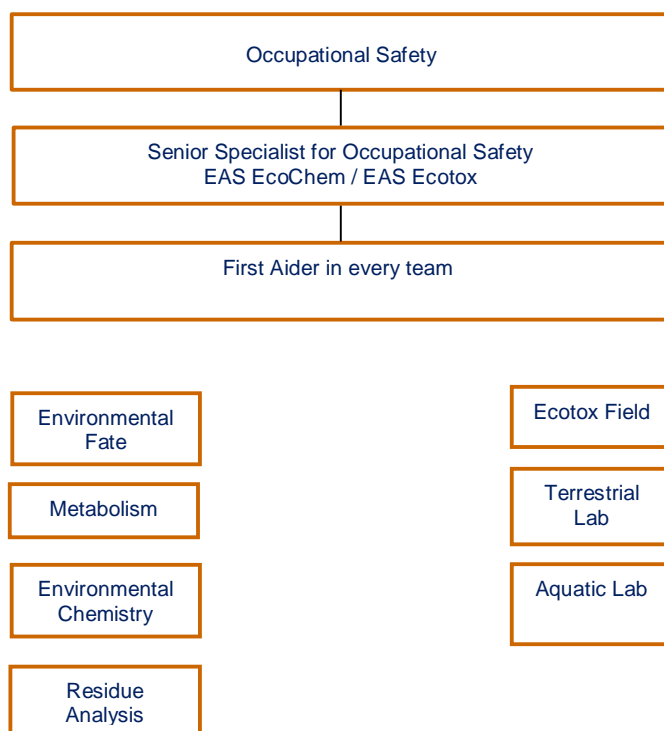 Occupational Safety
Senior Specialist for Occupational Safety
EAS EcoChem / EAS Ecotox
First Aider in every team
Environmental
Fate
Metabolism
Environmental
Chemistry
Residue
Analysis
Ecotox Field
Terrestrial
Lab
Aquatic Lab